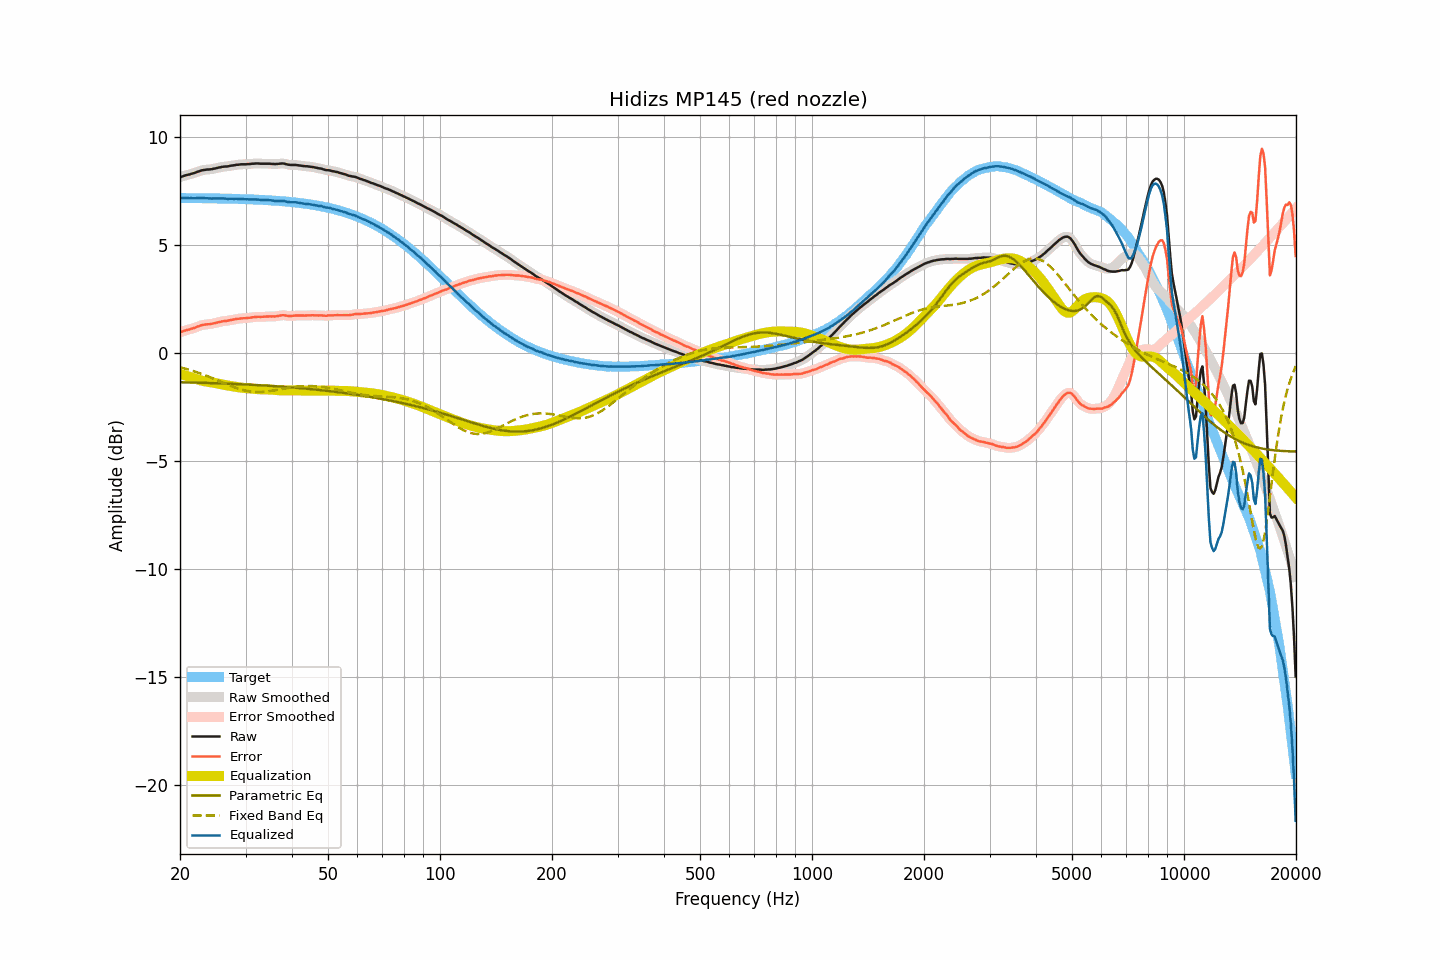 Hidizs MP145 (red nozzle)
10
5
0
−5
−10
−15
−20
Amplitude (dBr)
Target
Raw Smoothed
Error Smoothed
Raw
Error
Equalization
Parametric Eq
Fixed Band Eq
Equalized
20 50 100 200 500 1000 2000 5000 10000 20000
Frequency (Hz)